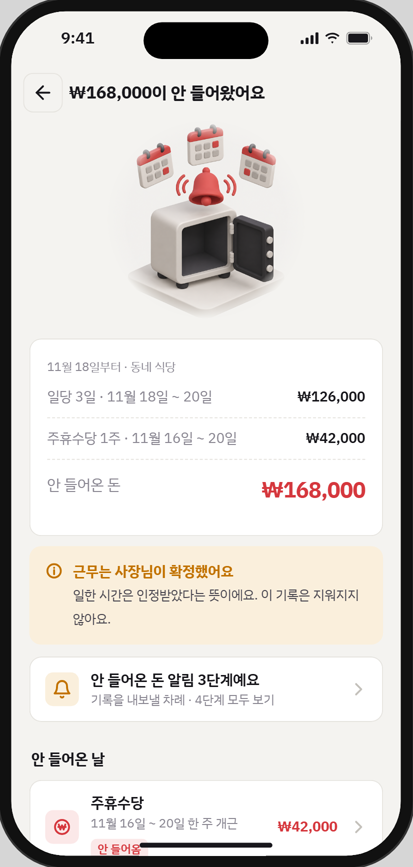 9:41
₩168,000이 안 들어왔어요
11월 18일부터 · 동네 식당
일당 3일 · 11월 18일 ~ 20일 ₩126,000
주휴수당 1주 · 11월 16일 ~ 20일 ₩42,000
안 들어온 돈 ₩168,000
근무는 사장님이 확정했어요
일한 시간은 인정받았다는 뜻이에요. 이 기록은 지워지지
않아요.
안 들어온 돈 알림 3단계예요
기록을 내보낼 차례 · 4단계 모두 보기
안 들어온 날
주휴수당
11월 16일 ~ 20일 한 주 개근 ₩42,000
안 들어옴